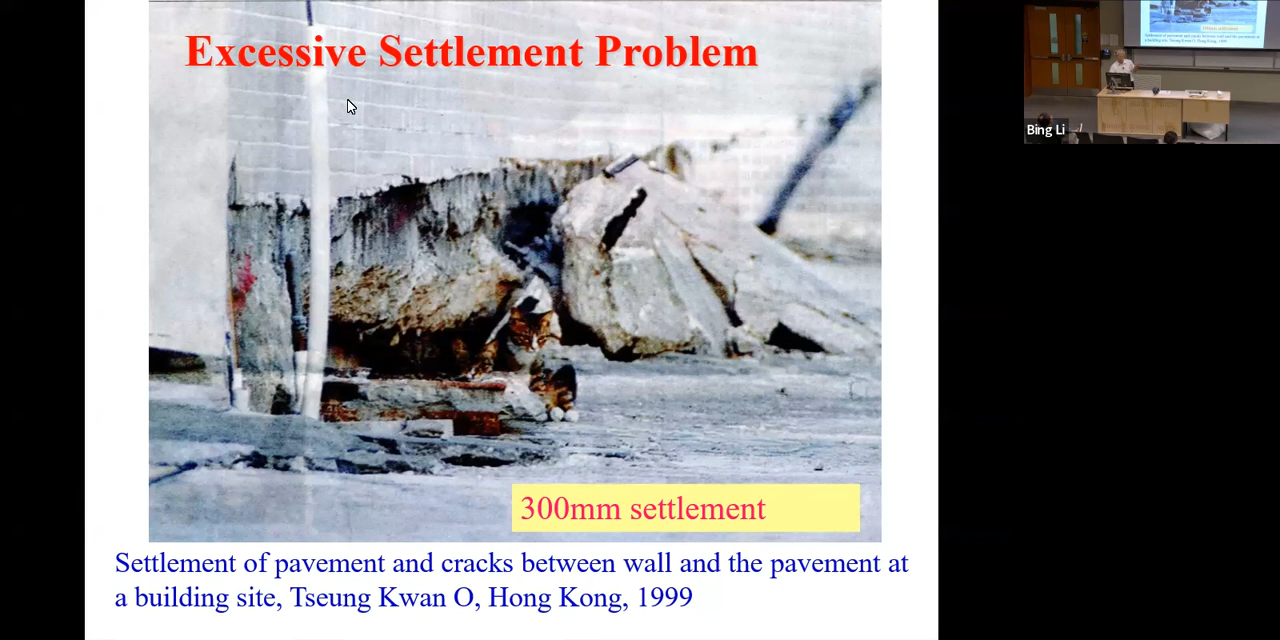 Excessive Settlement Problem
300mm settlement
Settlement of pavement and cracks between wall and the pavement at
a building site, Tseung Kwan O, Hong Kong, 1999
Bing Li